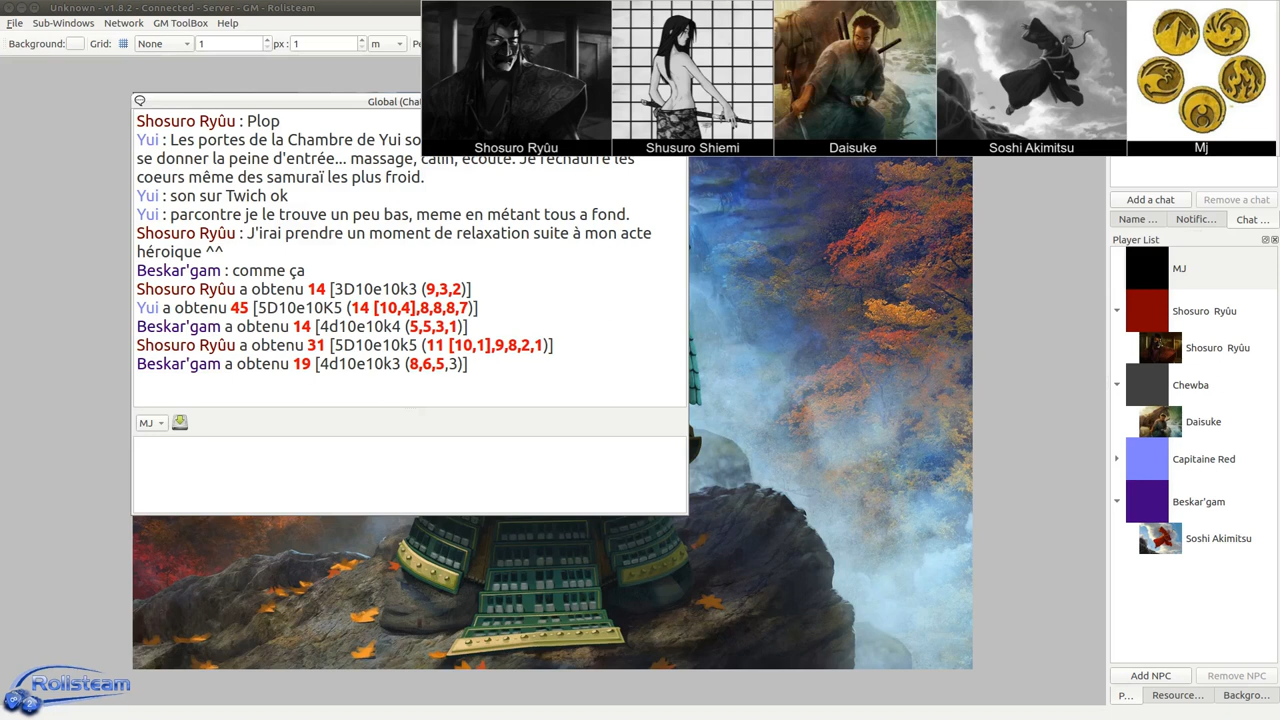 Unknown - v1.8.2 - Connected - Server - GM - Rolisteam
File Sub-Windows Network GM ToolBox Help
Background: Grid: None 1 px : 1 m
Shosuro Ryûu Shusuro Shiemi Daisuke Soshi Akimitsu Mj
Global (Cha
Shosuro Ryûu : Plop
Yui : Les portes de la Chambre de Yui so
se donner la peine d'entrée... massage, calin, écoute. Je réchaurre les
coeurs même des samuraï les plus froid.
Yui : son sur Twich ok
Yui : parcontre je le trouve un peu bas, meme en métant tous a fond.
Shosuro Ryûu : J'irai prendre un moment de relaxation suite à mon acte
héroique ^^
Beskar'gam : comme ça
Shosuro Ryûu a obtenu 14 [3D10e10k3 (9,3,2)]
Yui a obtenu 45 [5D10e10K5 (14 [10,4],8,8,8,7)]
Beskar'gam a obtenu 14 [4d10e10k4 (5,5,3,1)]
Shosuro Ryûu a obtenu 31 [5D10e10k5 (11 [10,1],9,8,2,1)]
Beskar'gam a obtenu 19 [4d10e10k3 (8,6,5,3)]
MJ
Add a chat Remove a chat
Name ... Notific... Chat ...
Player List
MJ
Shosuro Ryûu
Shosuro Ryûu
Chewba
Daisuke
Capitaine Red
Beskar'gam
Soshi Akimitsu
Add NPC Remove NPC
P... Resource... Backgro...
Rolisteam